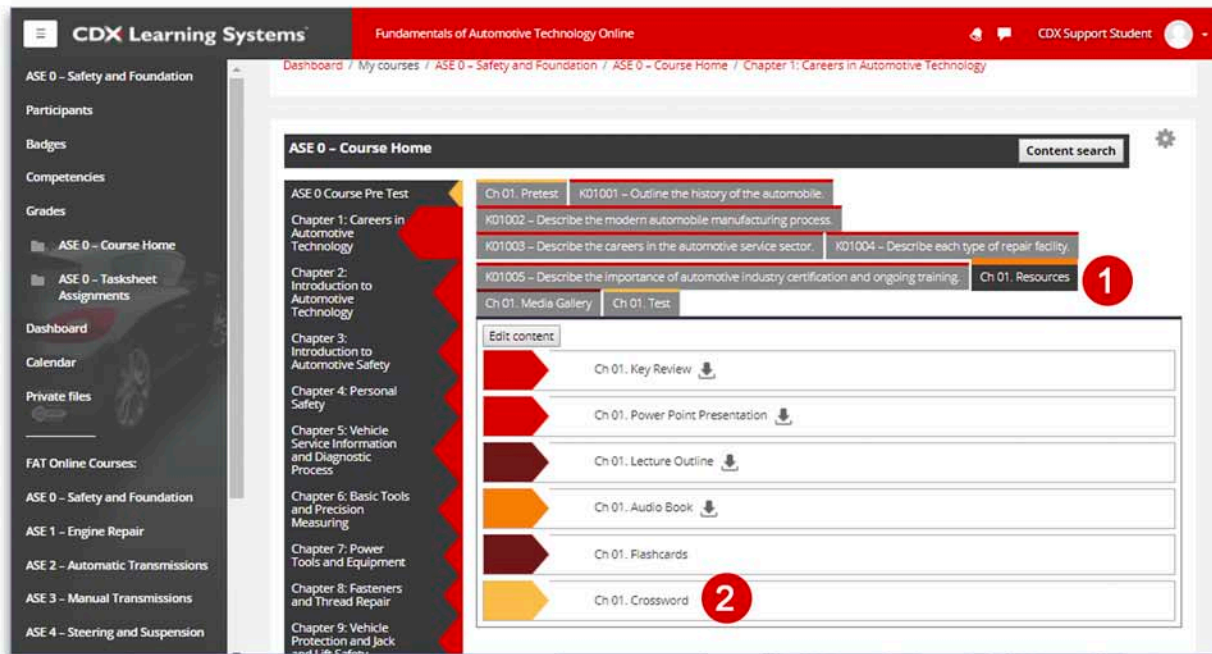 CDX Learning Systems
Fundamentals of Automotive Technology Online
CDX Support Student
Dashboard / My courses / ASE 0 – Safety and Foundation / ASE 0 – Course Home / Chapter 1: Careers in Automotive Technology
ASE 0 – Safety and Foundation
Participants
Badges
Competencies
Grades
ASE 0 – Course Home
ASE 0 – Tasksheet
Assignments
Dashboard
Calendar
Private files
FAT Online Courses:
ASE 0 – Safety and Foundation
ASE 1 – Engine Repair
ASE 2 – Automatic Transmissions
ASE 3 – Manual Transmissions
ASE 4 – Steering and Suspension
ASE 0 – Course Home
Content search
ASE 0 Course Pre Test
Chapter 1: Careers in
Automotive
Technology
Chapter 2:
Introduction to
Automotive
Technology
Chapter 3:
Introduction to
Automotive Safety
Chapter 4: Personal
Safety
Chapter 5: Vehicle
Service Information
and Diagnostic
Process
Chapter 6: Basic Tools
and Precision
Measuring
Chapter 7: Power
Tools and Equipment
Chapter 8: Fasteners
and Thread Repair
Chapter 9: Vehicle
Protection and Jack
and Lift Safety
Ch 01. Pretest
K01001 – Outline the history of the automobile.
K01002 – Describe the modern automobile manufacturing process.
K01003 – Describe the careers in the automotive service sector.
K01004 – Describe each type of repair facility.
K01005 – Describe the importance of automotive industry certification and ongoing training.
Ch 01. Resources
1
Ch 01. Media Gallery
Ch 01. Test
Edit content
Ch 01. Key Review
Ch 01. Power Point Presentation
Ch 01. Lecture Outline
Ch 01. Audio Book
Ch 01. Flashcards
Ch 01. Crossword
2